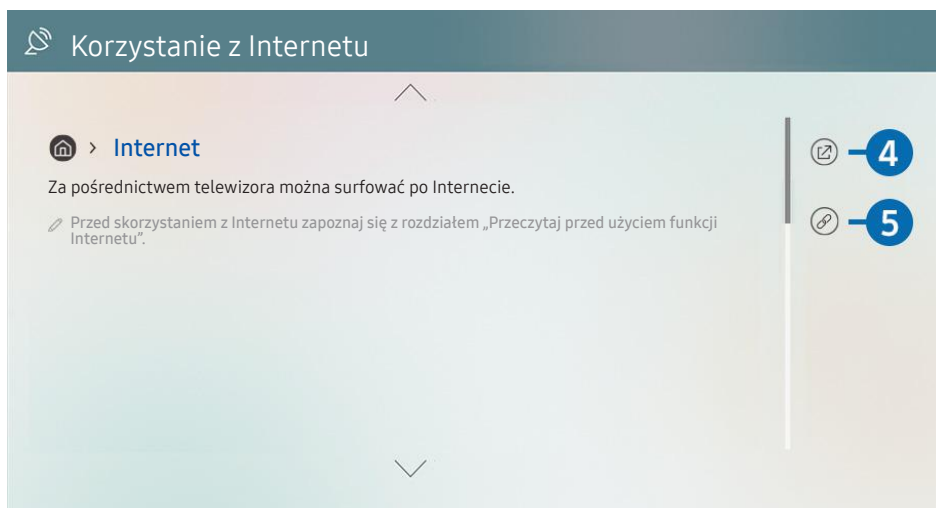 Korzystanie z Internetu
> Internet
4
Za pośrednictwem telewizora można surfować po Internecie.
Przed skorzystaniem z Internetu zapoznaj się z rozdziałem „Przeczytaj przed użyciem funkcji
Internetu”.
5